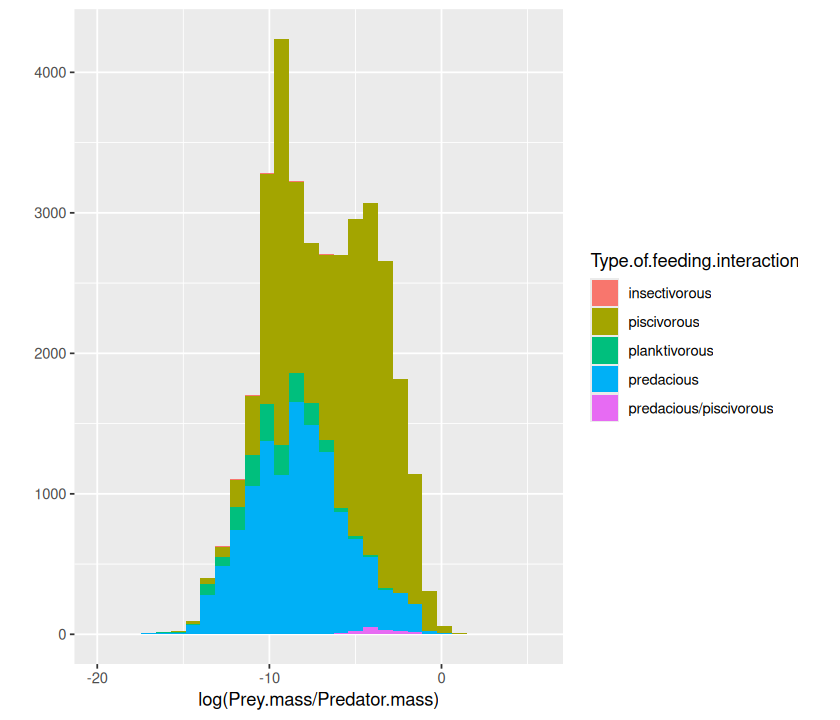 4000
3000
2000
1000
0
-20
-10
0
log(Prey.mass/Predator.mass)
Type.of.feeding.interaction
insectivorous
piscivorous
planktivorous
predacious
predacious/piscivorous